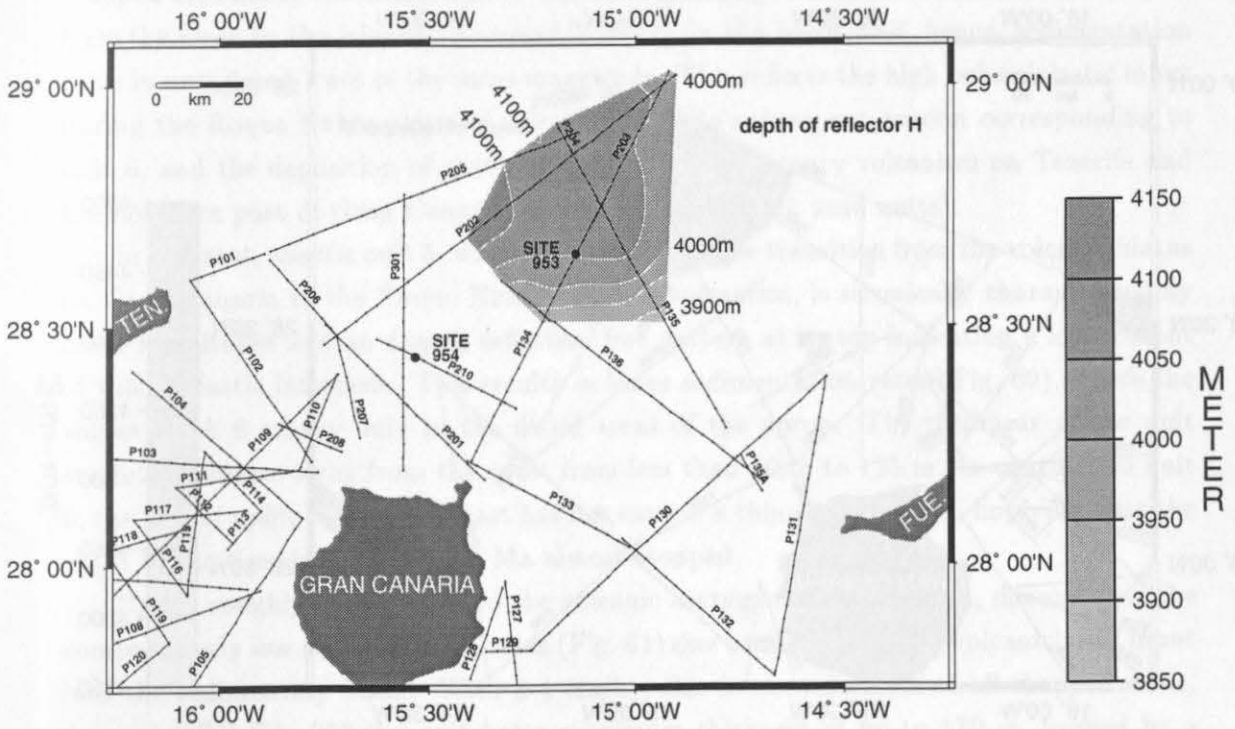 16˚ 00'W 15˚ 30'W 15˚ 00'W 14˚ 30'W
29˚ 00'N
28˚ 30'N
28˚ 00'N
0 km 20
4100m
4100m
4000m
4000m
3900m
depth of reflector H
29˚ 00'N
28˚ 30'N
28˚ 00'N
P205
P204
P203
P202
P101
P301
P206
SITE
953
TEN.
SITE
954
P102
P210
P134
P135
P136
P104
P110
P207
P109
P208
P201
P103
P111
P114
P117
P113
P118
P116
P133
P130
P135A
P131
FUE.
P119
P108
P129
P105
GRAN CANARIA
P127
P128
P132
16˚ 00'W 15˚ 30'W 15˚ 00'W 14˚ 30'W
4150
4100
4050
4000
3950
3900
3850
METER